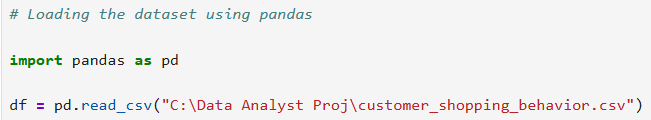 # Loading the dataset using pandas
import pandas as pd
df = pd.read_csv("C:\Data Analyst Proj\customer_shopping_behavior.csv")